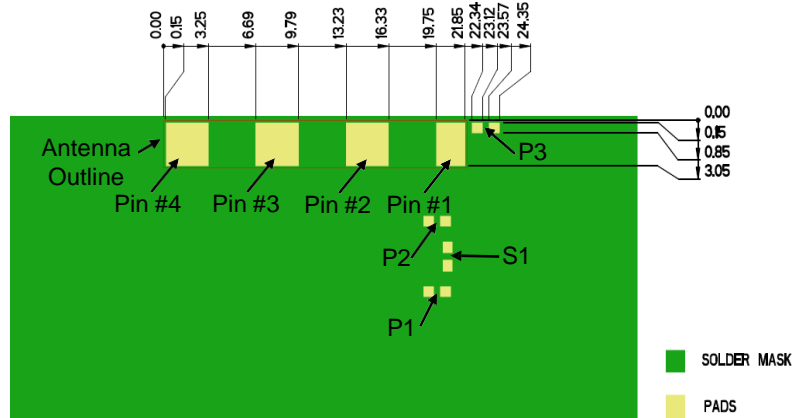 0.00 0.15 3.25 6.69 9.79 13.23 16.33 19.75 21.85 22.34 23.12 23.57 24.35
0.00
0.15
0.85
3.05
Antenna
Outline
P3
Pin #4 Pin #3 Pin #2 Pin #1
P2
S1
P1
SOLDER MASK
PADS